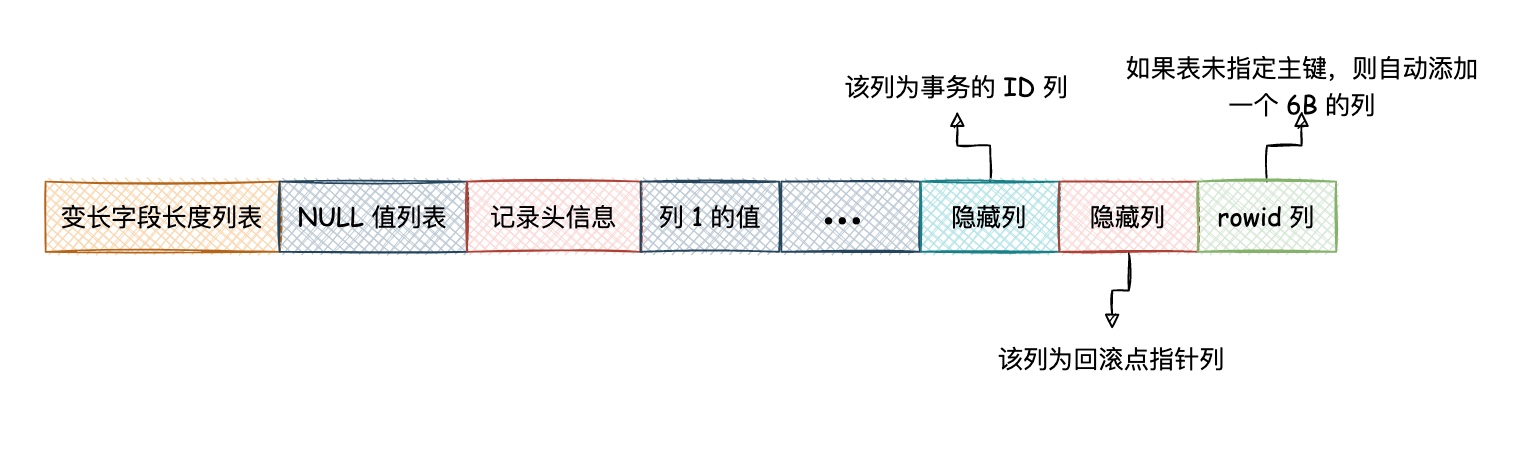 该列为事务的 ID 列
如果表未指定主键，则自动添加
一个 6B 的列
变长字段长度列表
NULL 值列表
记录头信息
列 1 的值
•••
隐藏列
隐藏列
rowid 列
该列为回滚点指针列